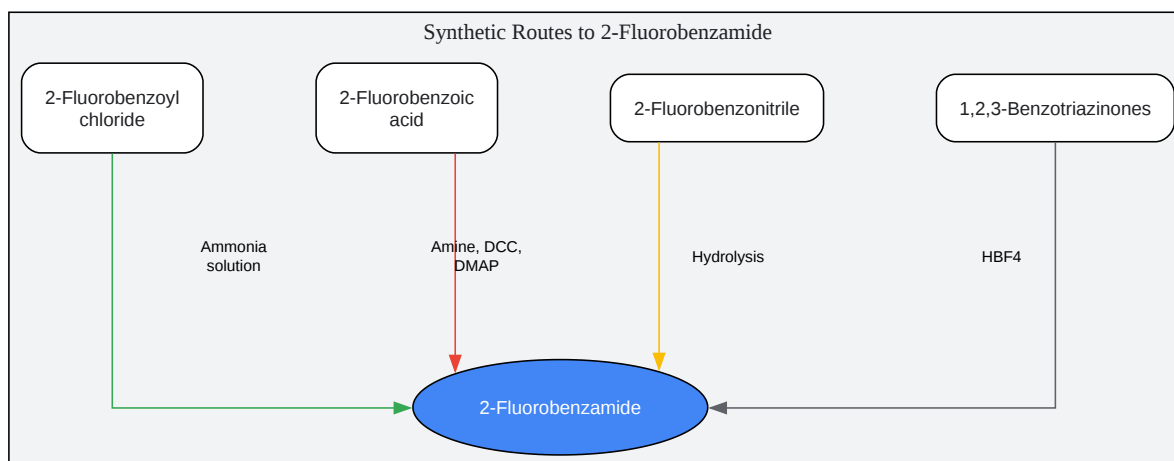 Synthetic Routes to 2-Fluorobenzamide
2-Fluorobenzoyl
chloride
2-Fluorobenzoic
acid
2-Fluorobenzonitrile
1,2,3-Benzotriazinones
Ammonia
solution
Amine, DCC,
DMAP
Hydrolysis
HBF4
2-Fluorobenzamide